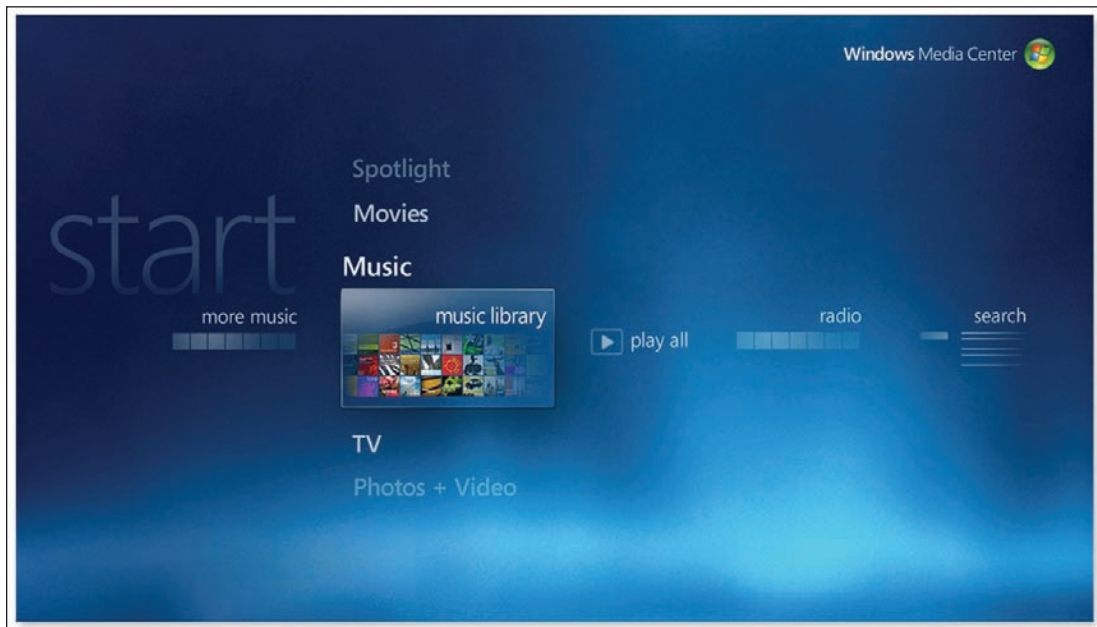 Windows Media Center
Spotlight
Movies
start
Music
more music
music library
play all
radio
search
TV
Photos + Video